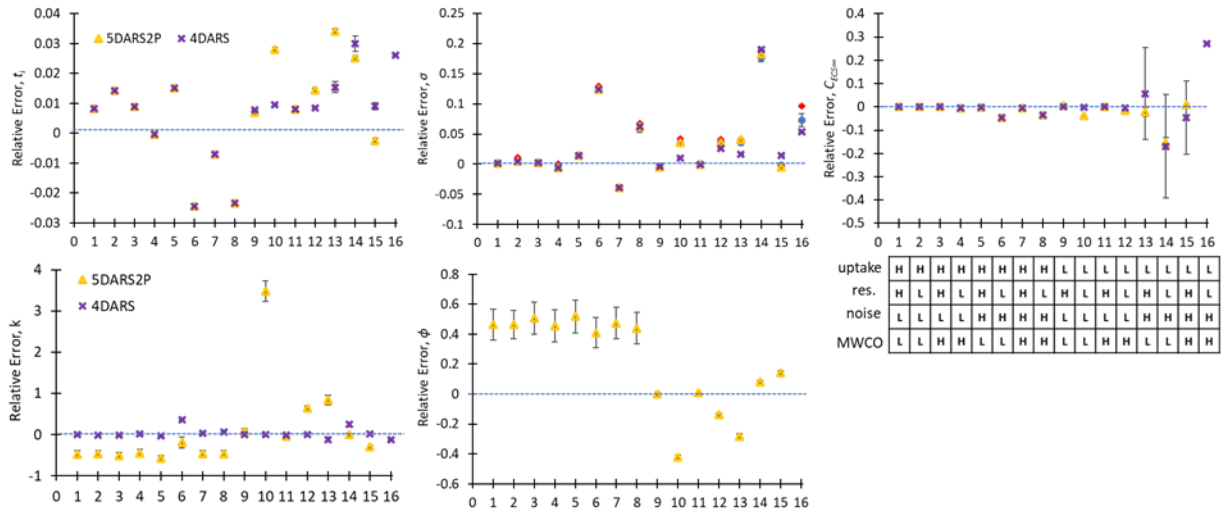 5DARS2P 4DARS
Relative Error, tᵢ
0.04
0.03
0.02
0.01
0
-0.01
-0.02
-0.03
0 1 2 3 4 5 6 7 8 9 10 11 12 13 14 15 16
Relative Error, σ
0.25
0.2
0.15
0.1
0.05
0
-0.05
-0.1
0 1 2 3 4 5 6 7 8 9 10 11 12 13 14 15 16
Relative Error, C_ECS∞
0.4
0.3
0.2
0.1
0
-0.1
-0.2
-0.3
-0.4
-0.5
0 1 2 3 4 5 6 7 8 9 10 11 12 13 14 15 16
uptake H H H H H H H H L L L L L L L L
res. H L H L H L H L H L H L H L H L
noise L L L L H H H H L L L L H H H H
MWCO L L H H L L H H L L H H L L H H
5DARS2P
4DARS
Relative Error, k
4
3
2
1
0
-1
0 1 2 3 4 5 6 7 8 9 10 11 12 13 14 15 16
Relative Error, ϕ
0.8
0.6
0.4
0.2
0
-0.2
-0.4
-0.6
0 1 2 3 4 5 6 7 8 9 10 11 12 13 14 15 16